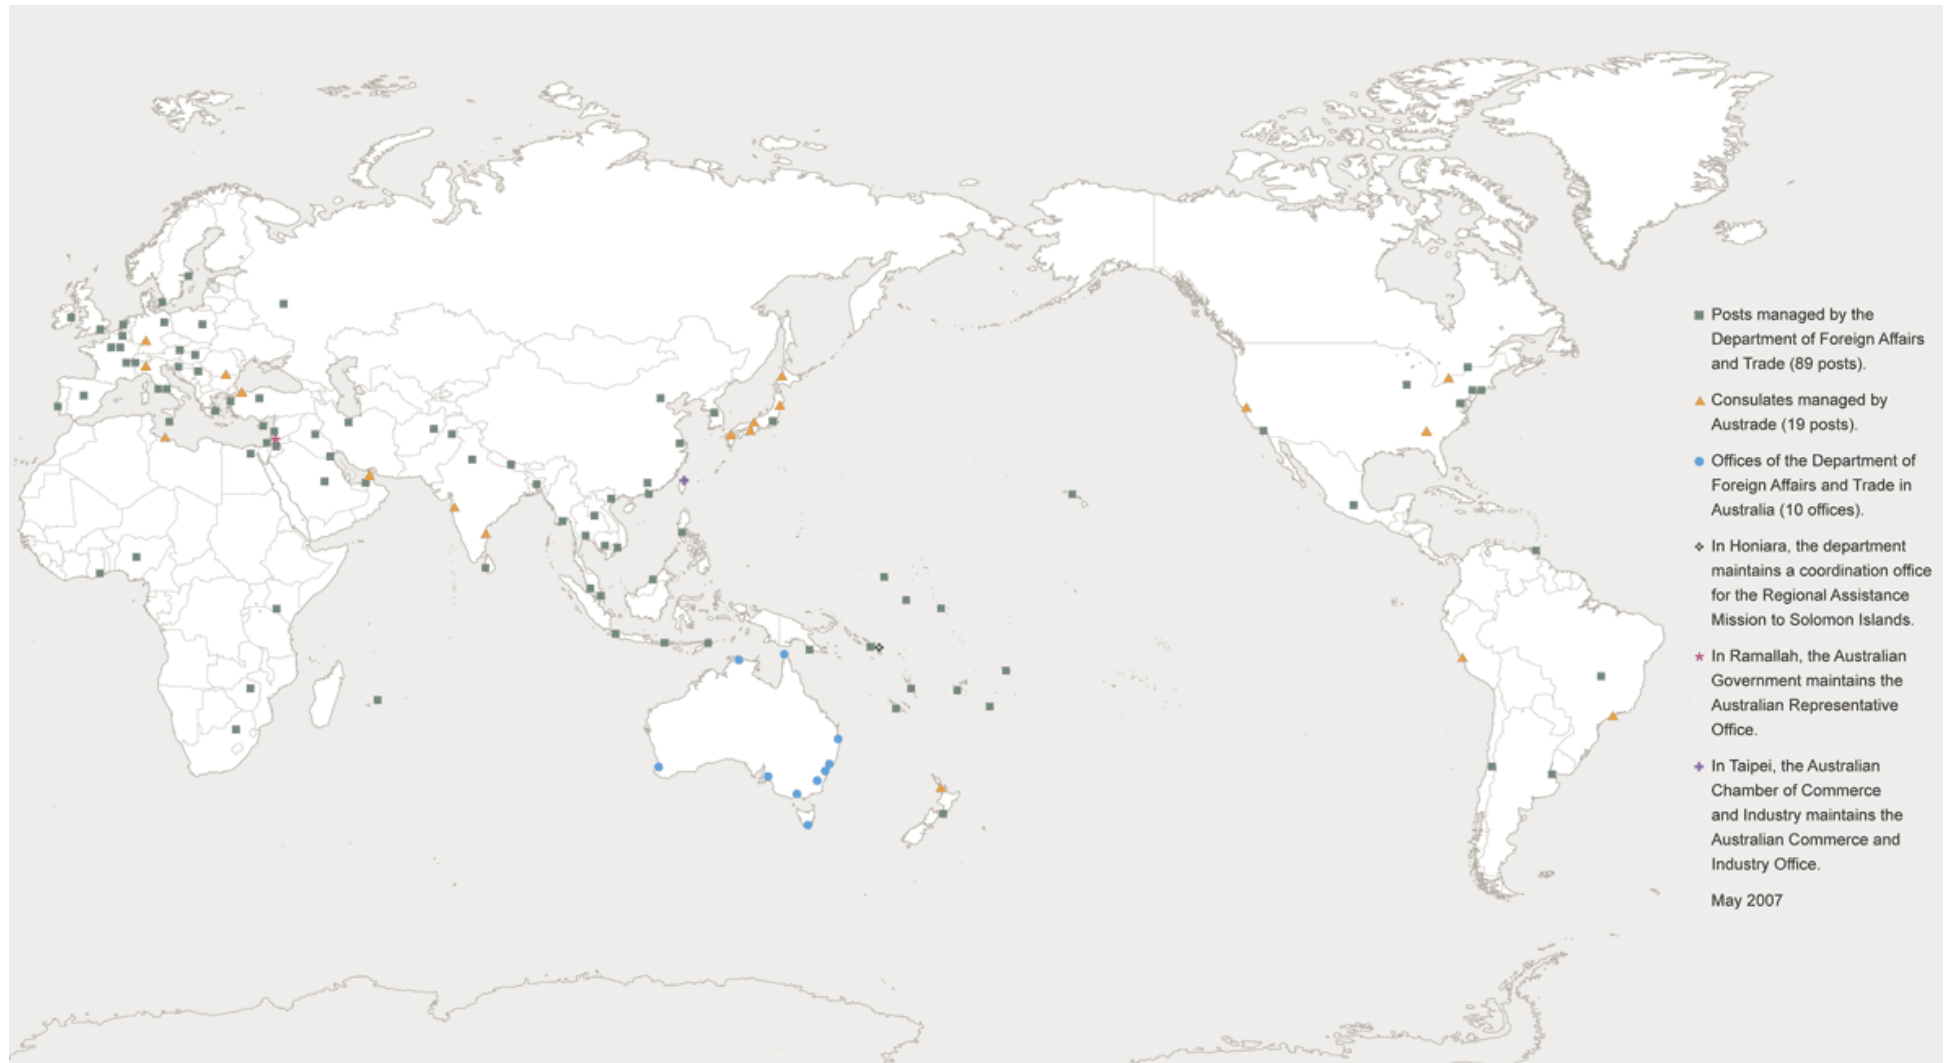 Posts managed by the
Department of Foreign Affairs
and Trade (89 posts).
Consulates managed by
Austrade (19 posts).
Offices of the Department of
Foreign Affairs and Trade in
Australia (10 offices).
In Honiara, the department
maintains a coordination office
for the Regional Assistance
Mission to Solomon Islands.
In Ramallah, the Australian
Government maintains the
Australian Representative
Office.
In Taipei, the Australian
Chamber of Commerce
and Industry maintains the
Australian Commerce and
Industry Office.
May 2007